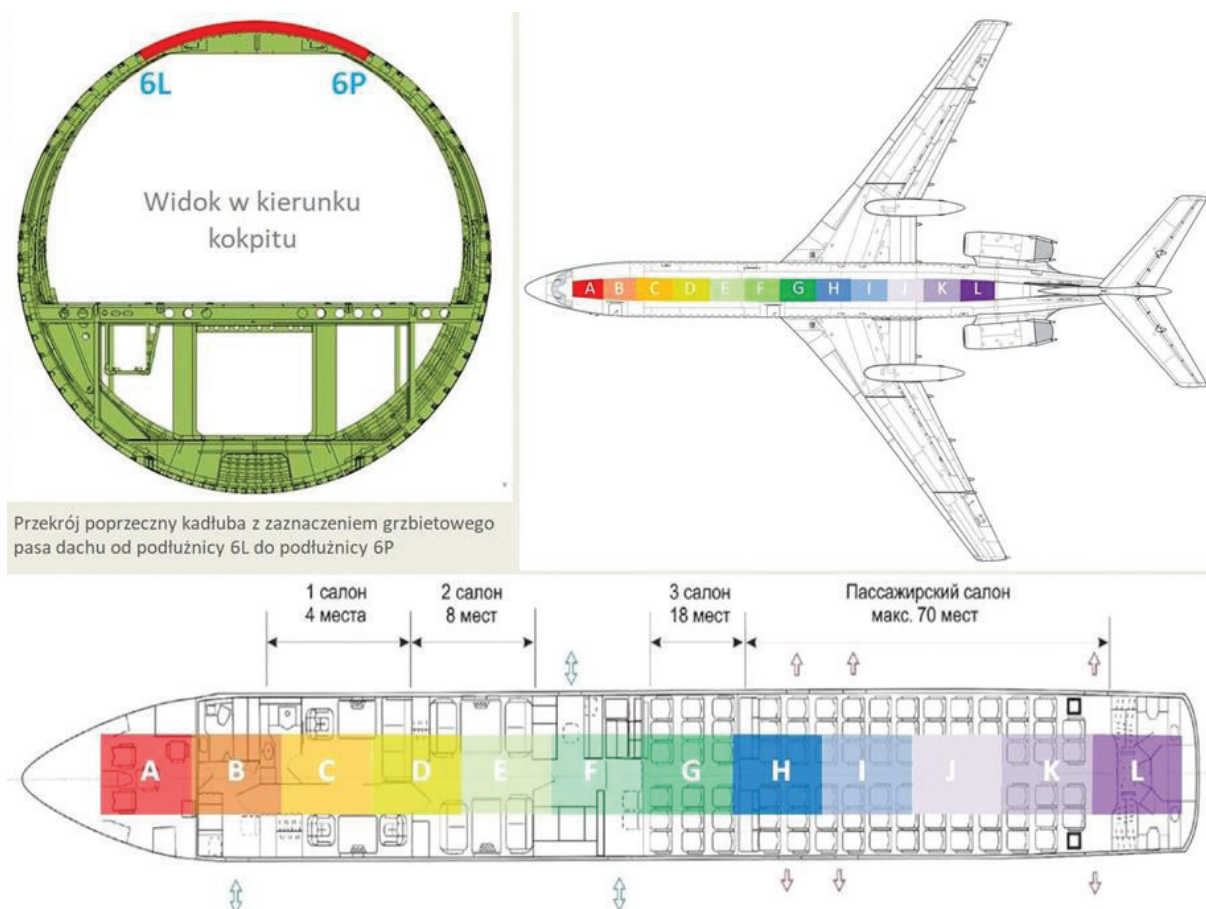 6L
6P
Widok w kierunku
kokpitu
Przekrój poprzeczny kadłuba z zaznaczeniem grzbietowego
pasa dachu od podłużnicy 6L do podłużnicy 6P
A B C D E F G H I J K L
1 салон
4 места
2 салон
8 мест
3 салон
18 мест
Пассажирский салон
макс. 70 мест
A B C D E F G H I J K L